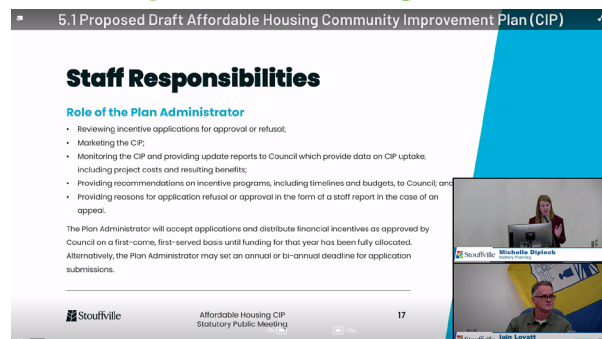 5.1 Proposed Draft Affordable Housing Community Improvement Plan (CIP)
Staff Responsibilities
Role of the Plan Administrator
• Reviewing incentive applications for approval or refusal;
• Marketing the CIP;
• Monitoring the CIP and providing update reports to Council which provide data on CIP uptake,
including project costs and resulting benefits;
• Providing recommendations on incentive programs, including timelines and budgets, to Council; and
• Providing reasons for application refusal or approval in the form of a staff report in the case of an
appeal.
The Plan Administrator will accept applications and distribute financial incentives as approved by
Council on a first-come, first-served basis until funding for that year has been fully allocated.
Alternatively, the Plan Administrator may set an annual or bi-annual deadline for application
submissions.
Stouffville
Affordable Housing CIP
Statutory Public Meeting
17
Stouffville
Michelle Diplock
Stouffville
Iain Lovatt